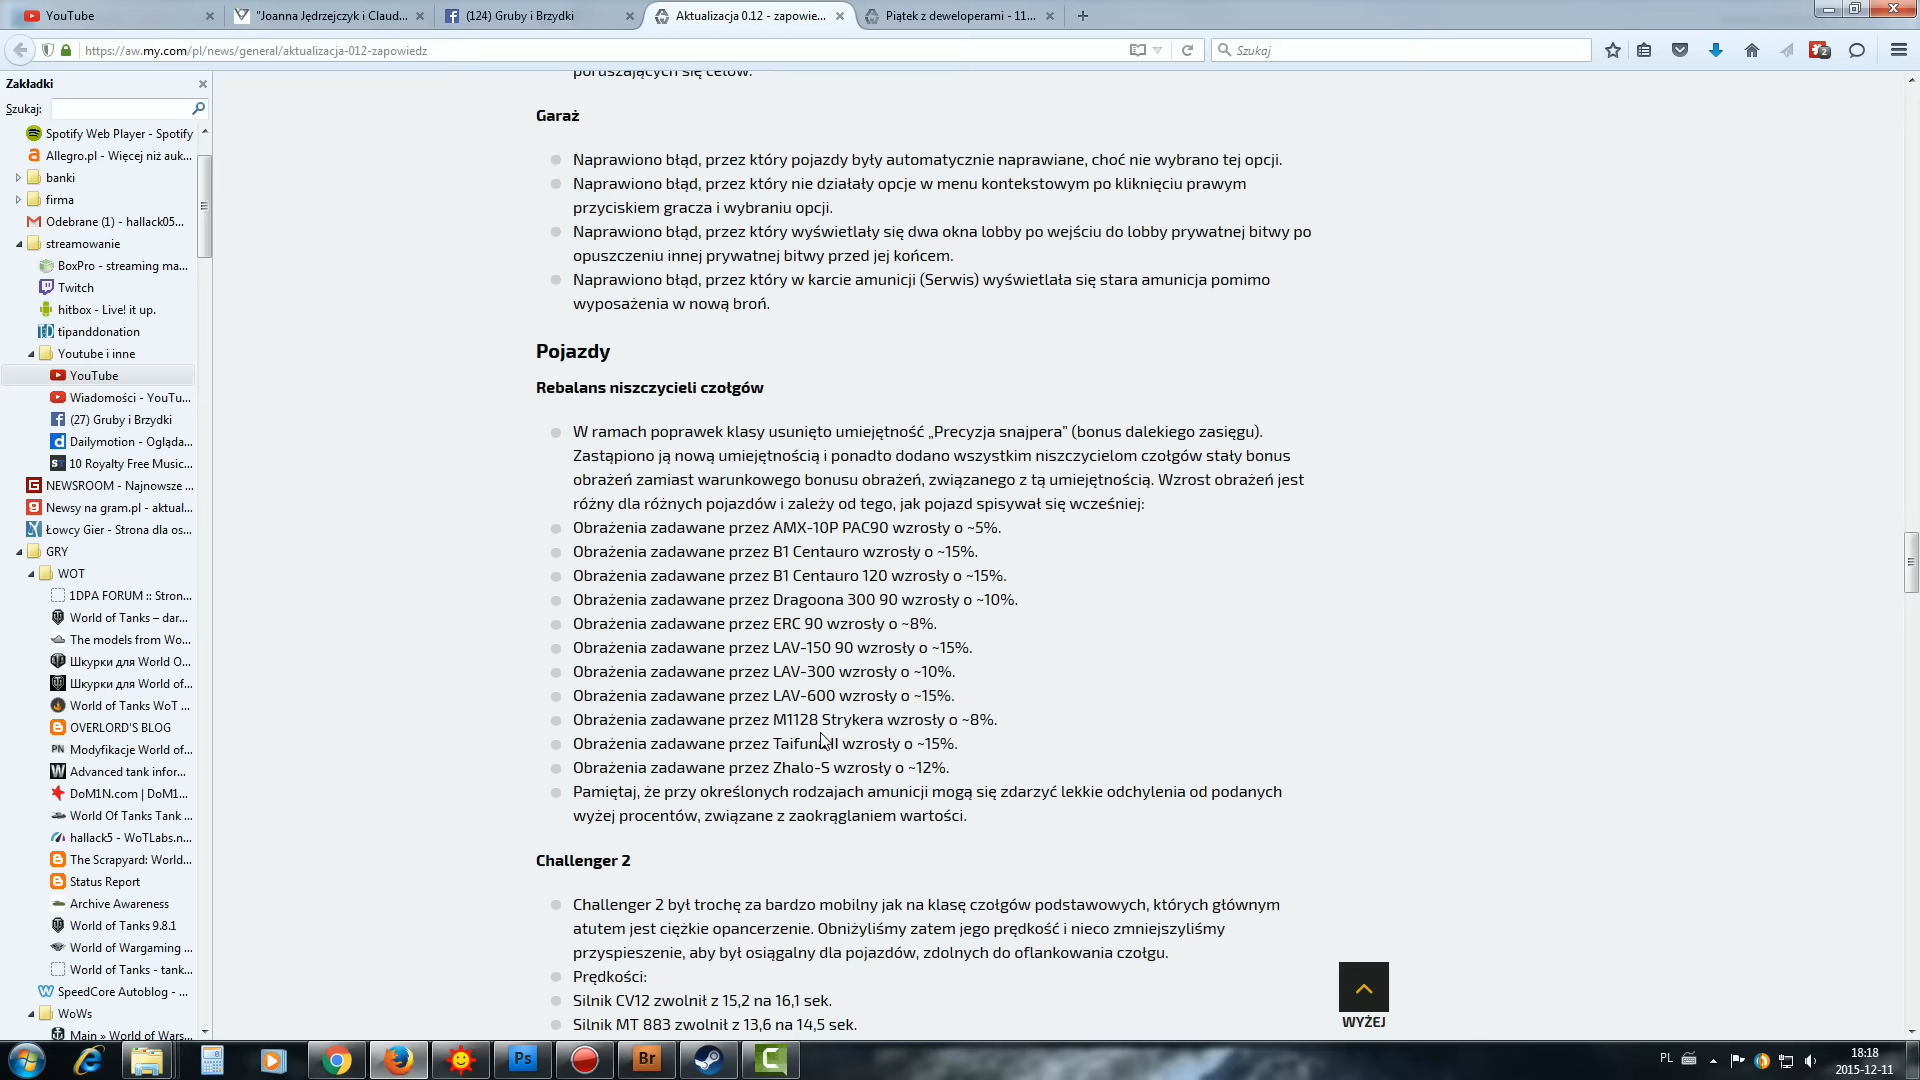 YouTube
"Joanna Jędrzejczyk i Claud...
(124) Gruby i Brzydki
Aktualizacja 0.12 - zapowie...
Piątek z deweloperami - 11...
https://aw.my.com/pl/news/general/aktualizacja-012-zapowiedz
Szukaj
2
Zakładki
Szukaj:
Spotify Web Player - Spotify
Allegro.pl - Więcej niż auk...
banki
firma
Odebrane (1) - hallack05...
streamowanie
BoxPro - streaming ma...
Twitch
hitbox - Live! it up.
tipanddonation
Youtube i inne
YouTube
Wiadomości - YouTu...
(27) Gruby i Brzydki
Dailymotion - Ogląda...
10 Royalty Free Music...
NEWSROOM - Najnowsze ...
Newsy na gram.pl - aktual...
Łowcy Gier - Strona dla os...
GRY
WOT
1DPA FORUM :: Stron...
World of Tanks – dar...
The models from Wo...
Шкурки для World O...
Шкурки для World of...
World of Tanks WoT ...
OVERLORD'S BLOG
Modyfikacje World of...
Advanced tank infor...
DoM1N.com | DoM1...
World Of Tanks Tank ...
hallack5 - WoTLabs.n...
The Scrapyard: World...
Status Report
Archive Awareness
World of Tanks 9.8.1
World of Wargaming ...
World of Tanks - tank...
SpeedCore Autoblog - ...
WoWs
Main » World of Wars...
poruszających się celów.
Garaż
Naprawiono błąd, przez który pojazdy były automatycznie naprawiane, choć nie wybrano tej opcji.
Naprawiono błąd, przez który nie działały opcje w menu kontekstowym po kliknięciu prawym
przyciskiem gracza i wybraniu opcji.
Naprawiono błąd, przez który wyświetlały się dwa okna lobby po wejściu do lobby prywatnej bitwy po
opuszczeniu innej prywatnej bitwy przed jej końcem.
Naprawiono błąd, przez który w karcie amunicji (Serwis) wyświetlała się stara amunicja pomimo
wyposażenia w nową broń.
Pojazdy
Rebalans niszczycieli czołgów
W ramach poprawek klasy usunięto umiejętność „Precyzja snajpera” (bonus dalekiego zasięgu).
Zastąpiono ją nową umiejętnością i ponadto dodano wszystkim niszczycielom czołgów stały bonus
obrażeń zamiast warunkowego bonusu obrażeń, związanego z tą umiejętnością. Wzrost obrażeń jest
różny dla różnych pojazdów i zależy od tego, jak pojazd spisywał się wcześniej:
Obrażenia zadawane przez AMX-10P PAC90 wzrosły o ~5%.
Obrażenia zadawane przez B1 Centauro wzrosły o ~15%.
Obrażenia zadawane przez B1 Centauro 120 wzrosły o ~15%.
Obrażenia zadawane przez Dragoona 300 90 wzrosły o ~10%.
Obrażenia zadawane przez ERC 90 wzrosły o ~8%.
Obrażenia zadawane przez LAV-150 90 wzrosły o ~15%.
Obrażenia zadawane przez LAV-300 wzrosły o ~10%.
Obrażenia zadawane przez LAV-600 wzrosły o ~15%.
Obrażenia zadawane przez M1128 Strykera wzrosły o ~8%.
Obrażenia zadawane przez Taifuna II wzrosły o ~15%.
Obrażenia zadawane przez Zhalo-S wzrosły o ~12%.
Pamiętaj, że przy określonych rodzajach amunicji mogą się zdarzyć lekkie odchylenia od podanych
wyżej procentów, związane z zaokrąglaniem wartości.
Challenger 2
Challenger 2 był trochę za bardzo mobilny jak na klasę czołgów podstawowych, których głównym
atutem jest ciężkie opancerzenie. Obniżyliśmy zatem jego prędkość i nieco zmniejszyliśmy
przyspieszenie, aby był osiągalny dla pojazdów, zdolnych do oflankowania czołgu.
Prędkości:
Silnik CV12 zwolnił z 15,2 na 16,1 sek.
Silnik MT 883 zwolnił z 13,6 na 14,5 sek.
WYŻEJ
Ps
Br
PL
18:18
2015-12-11